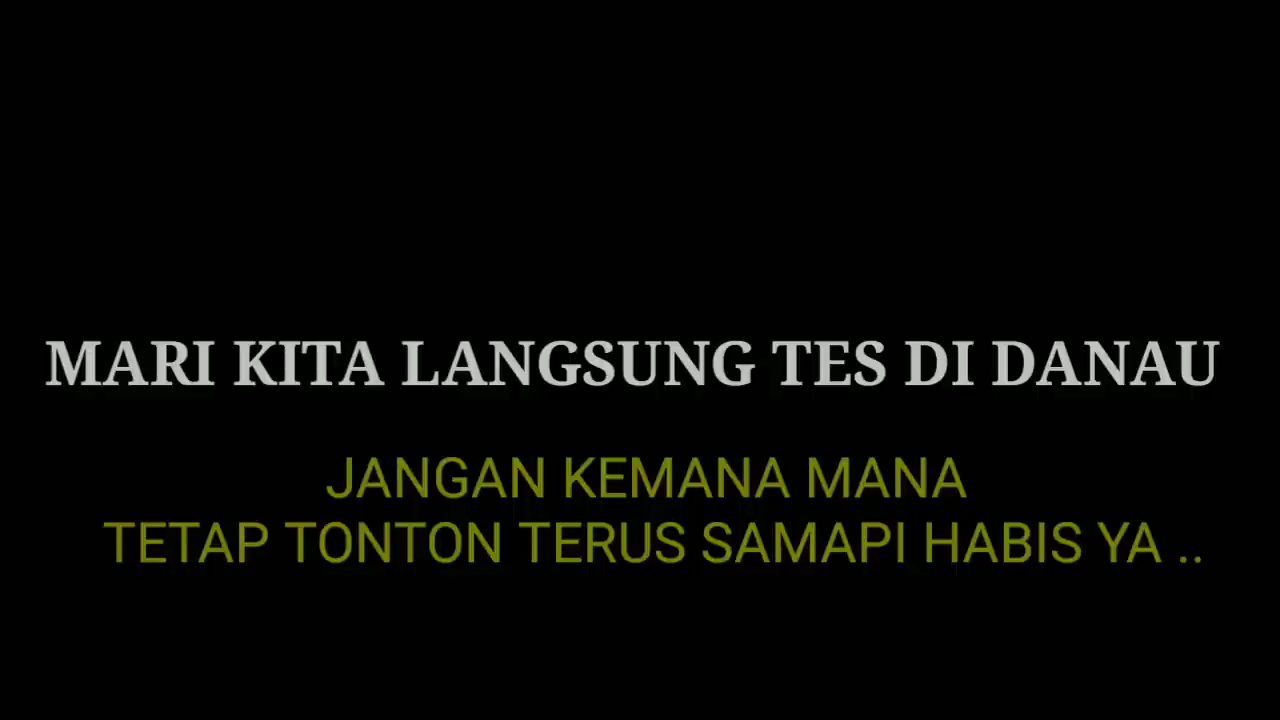 MARI KITA LANGSUNG TES DI DANAU
JANGAN KEMANA MANA
TETAP TONTON TERUS SAMAPI HABIS YA ..